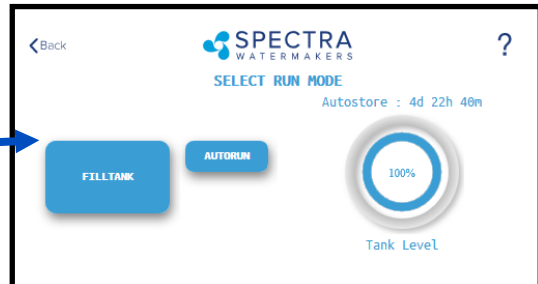 Back
SPECTRA
WATERMAKERS
?
SELECT RUN MODE
Autostore : 4d 22h 40m
FILLTANK
AUTORUN
100%
Tank Level